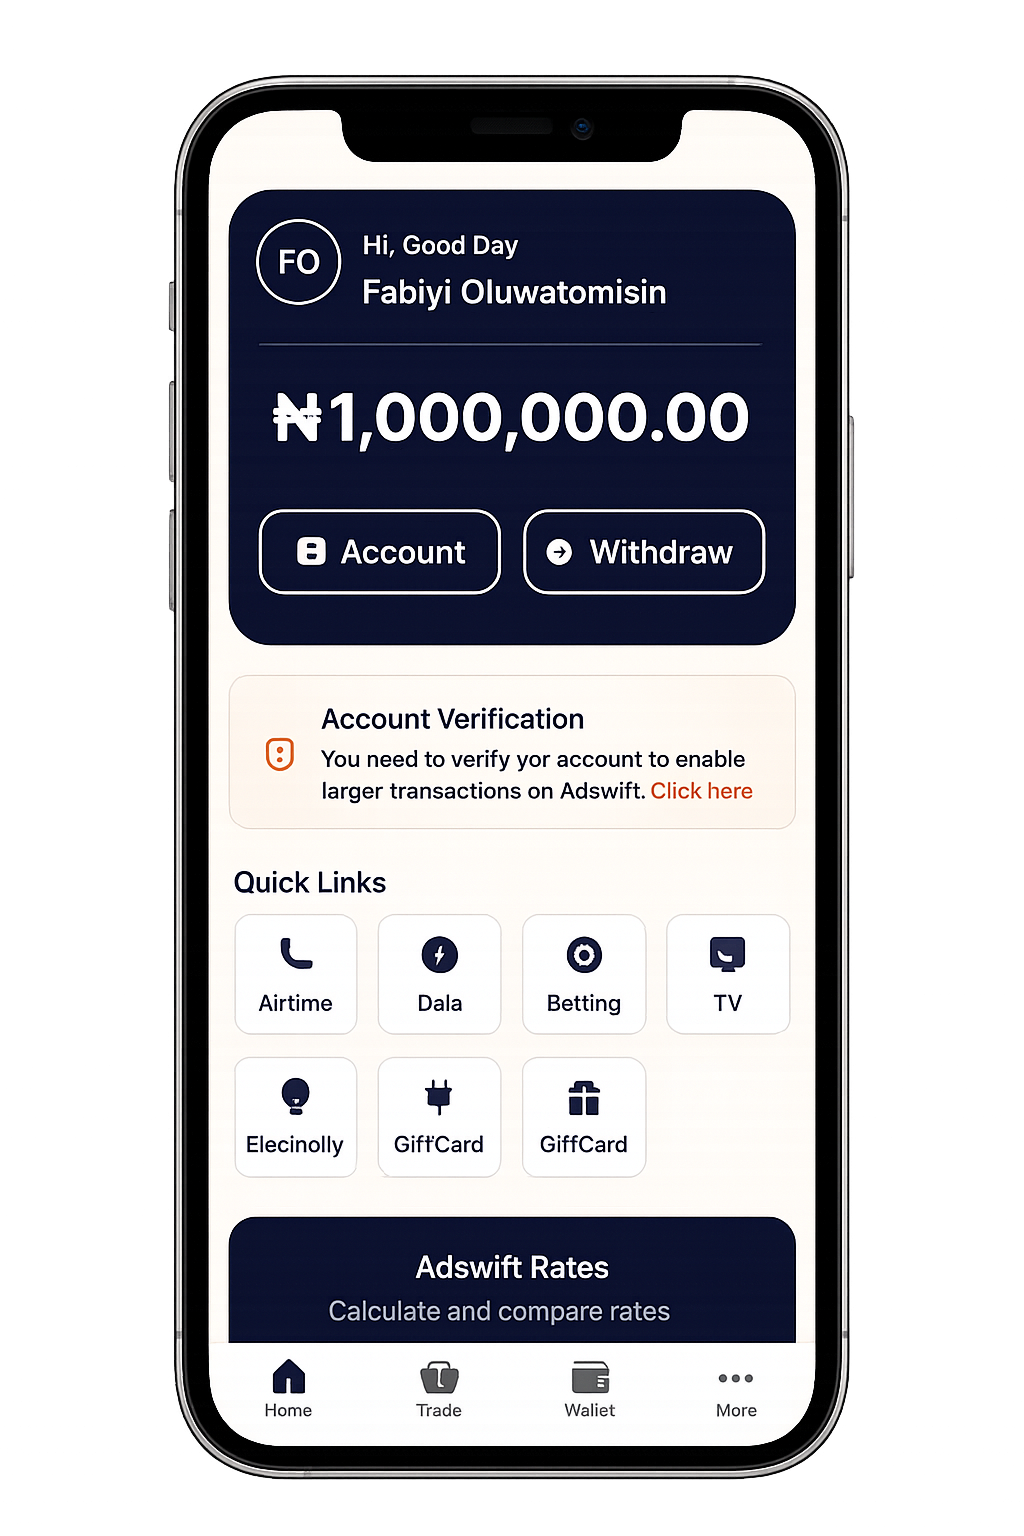 FO
Hi, Good Day
Fabiyi Oluwatomisin
₦1,000,000.00
Account
Withdraw
Account Verification
You need to verify yor account to enable
larger transactions on Adswift. Click here
Quick Links
Airtime
Dala
Betting
TV
Elecinolly
GiftCard
GiffCard
Adswift Rates
Calculate and compare rates
Home
Trade
Waliet
More